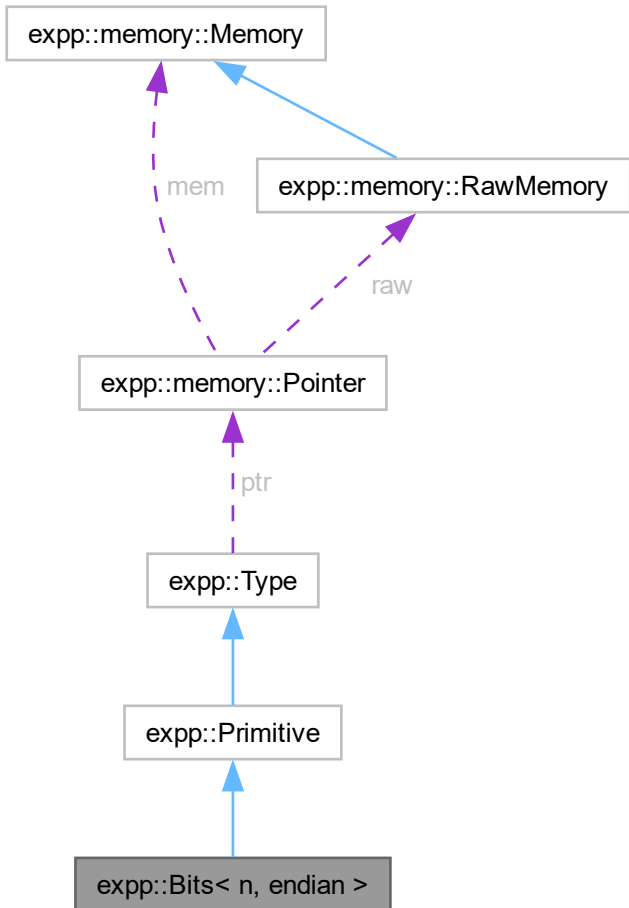 expp::memory::Memory
expp::memory::RawMemory
mem
raw
expp::memory::Pointer
ptr
expp::Type
expp::Primitive
expp::Bits< n, endian >